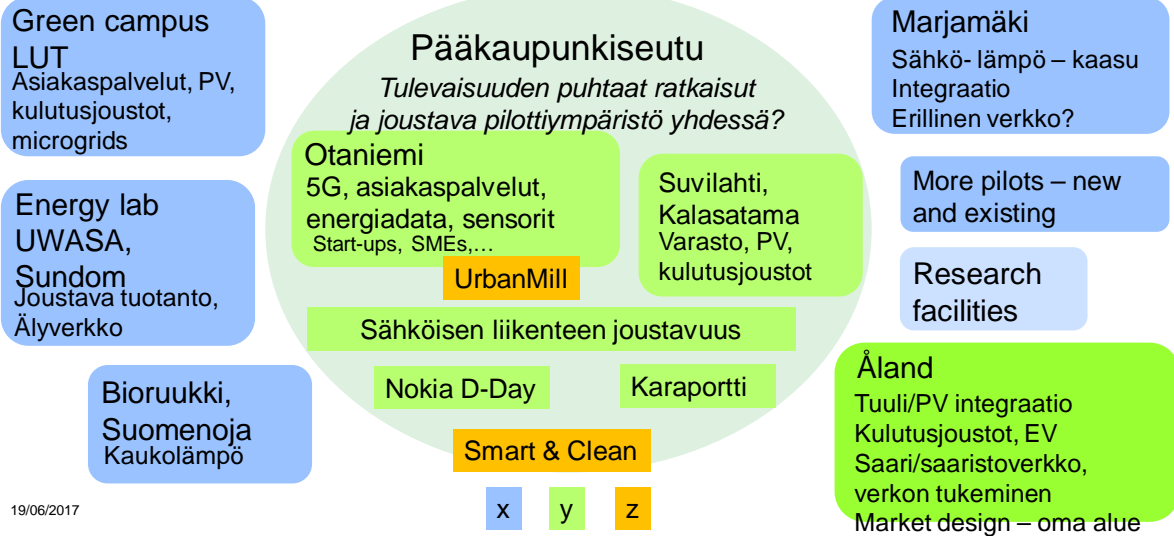 Green campus
LUT
Asiakaspalvelut, PV,
kulutusjoustot,
microgrids
Energy lab
UWASA,
Sundom
Joustava tuotanto,
Älyverkko
Bioruukki,
Suomenoja
Kaukolämpö
Pääkaupunkiseutu
Tulevaisuuden puhtaat ratkaisut
ja joustava pilottiympäristö yhdessä?
Otaniemi
5G, asiakaspalvelut,
energiadata, sensorit
Start-ups, SMEs,…
UrbanMill
Suvilahti,
Kalasatama
Varasto, PV,
kulutusjoustot
Sähköisen liikenteen joustavuus
Nokia D-Day
Karaportti
Smart & Clean
Marjamäki
Sähkö- lämpö – kaasu
Integraatio
Erillinen verkko?
More pilots – new
and existing
Research
facilities
Åland
Tuuli/PV integraatio
Kulutusjoustot, EV
Saari/saaristoverkko,
verkon tukeminen
Market design – oma alue
19/06/2017
x
y
z